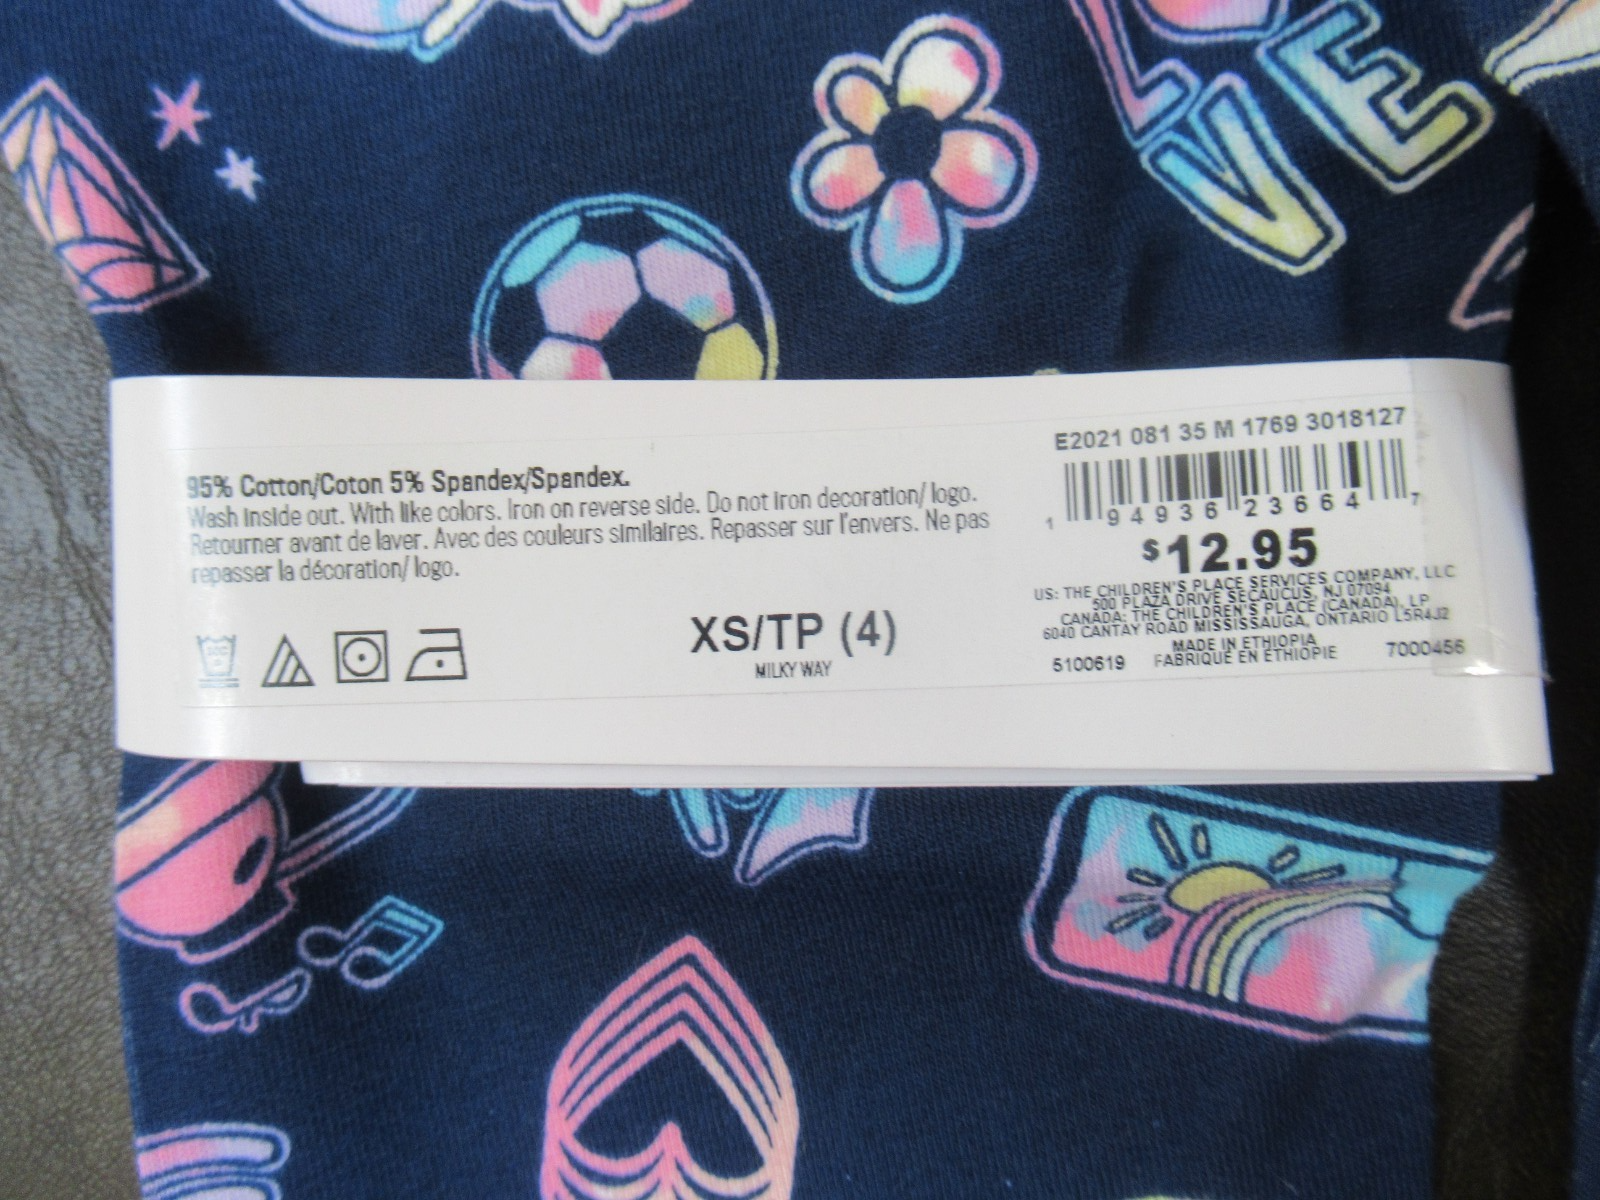 VE
95% Cotton/Coton 5% Spandex/Spandex.
Wash inside out. With like colors. Iron on reverse side. Do not iron decoration/ logo.
Retourner avant de laver. Avec des couleurs similaires. Repasser sur l'envers. Ne pas
repasser la décoration/ logo.
XS/TP (4)
MILKY WAY
E2021 081 35 M 1769 3018127
1 94936 23664 7
$12.95
US: THE CHILDREN'S PLACE SERVICES COMPANY, LLC
500 PLAZA DRIVE SECAUCUS, NJ 07094
CANADA: THE CHILDREN'S PLACE (CANADA), LP
6040 CANTAY ROAD MISSISSAUGA, ONTARIO L5R4J2
MADE IN ETHIOPIA
5100619 FABRIQUÉ EN ÉTHIOPIE 7000456